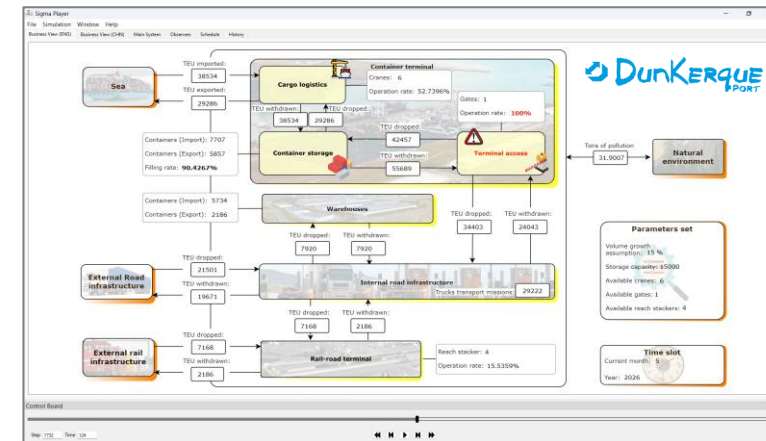 Sigma Player
File Simulation Window Help
Business View (ENG) Business View (CHN) Main System Observes Schedule History
DunKerque
PORT
Sea
TEU imported:
38534
TEU exported:
29286
Cargo logistics
Container terminal
Cranes: 6
Operation rate: 52.7396%
Gates: 1
Operation rate: 100%
TEU withdrawn:
38534
TEU dropped:
29286
Containers (Import): 7707
Containers (Export): 5857
Filling rate: 90.4267%
Container storage
TEU dropped:
42457
TEU withdrawn:
55689
Terminal access
Tons of pollution
31.9007
Natural
environment
Containers (Import): 5734
Containers (Export): 2186
Warehouses
TEU dropped:
7920
TEU withdrawn:
7920
TEU dropped:
34403
TEU withdrawn:
24043
External Road
infrastructure
TEU dropped:
21501
TEU withdrawn:
19671
Internal road infrastructure
Trucks transport missions:
29222
TEU dropped:
7168
TEU withdrawn:
2186
External rail
infrastructure
TEU dropped:
7168
TEU withdrawn:
2186
Rail-road terminal
Reach stacker: 4
Operation rate: 15.5359%
Parameters set
Volume growth
assumption: 15 %
Storage capacity: 15000
Available cranes: 6
Available gates: 1
Available reach stackers: 4
Time slot
Current month: 5
Year: 2026
Control Board
Step 1732 Time 124